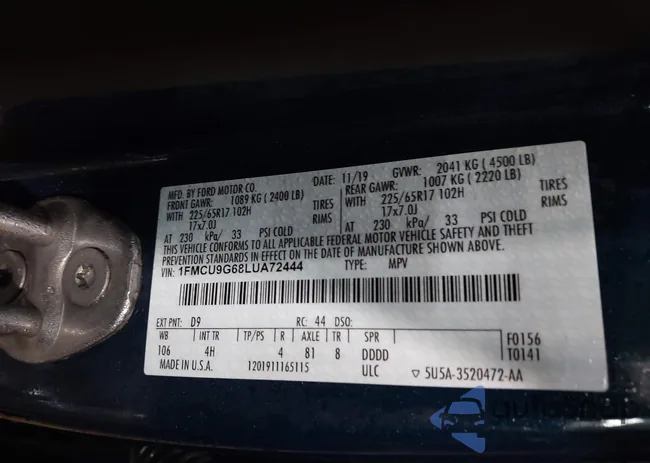 MFD. BY FORD MOTOR CO.
DATE: 11/19 GVWR: 2041 KG ( 4500 LB)
FRONT GAWR: 1089 KG ( 2400 LB)
REAR GAWR: 1007 KG ( 2220 LB)
WITH 225/65R17 102H TIRES
225/65R17 102H TIRES
17x7.0J RIMS
17x7.0J RIMS
AT 230 kPa/ 33 PSI COLD
AT 230 kPa/ 33 PSI COLD
THIS VEHICLE CONFORMS TO ALL APPLICABLE FEDERAL MOTOR VEHICLE SAFETY AND THEFT
PREVENTION STANDARDS IN EFFECT ON THE DATE OF MANUFACTURE SHOWN ABOVE.
VIN: 1FMCU9G68LUA72444 TYPE: MPV
EXT PNT: D9 RC: 44 DSO:
WB INT TR TP/PS R AXLE TR SPR F0156
106 4H 4 81 8 DDDD T0141
MADE IN U.S.A. 1201911165115 ULC 5U5A-3520472-AA